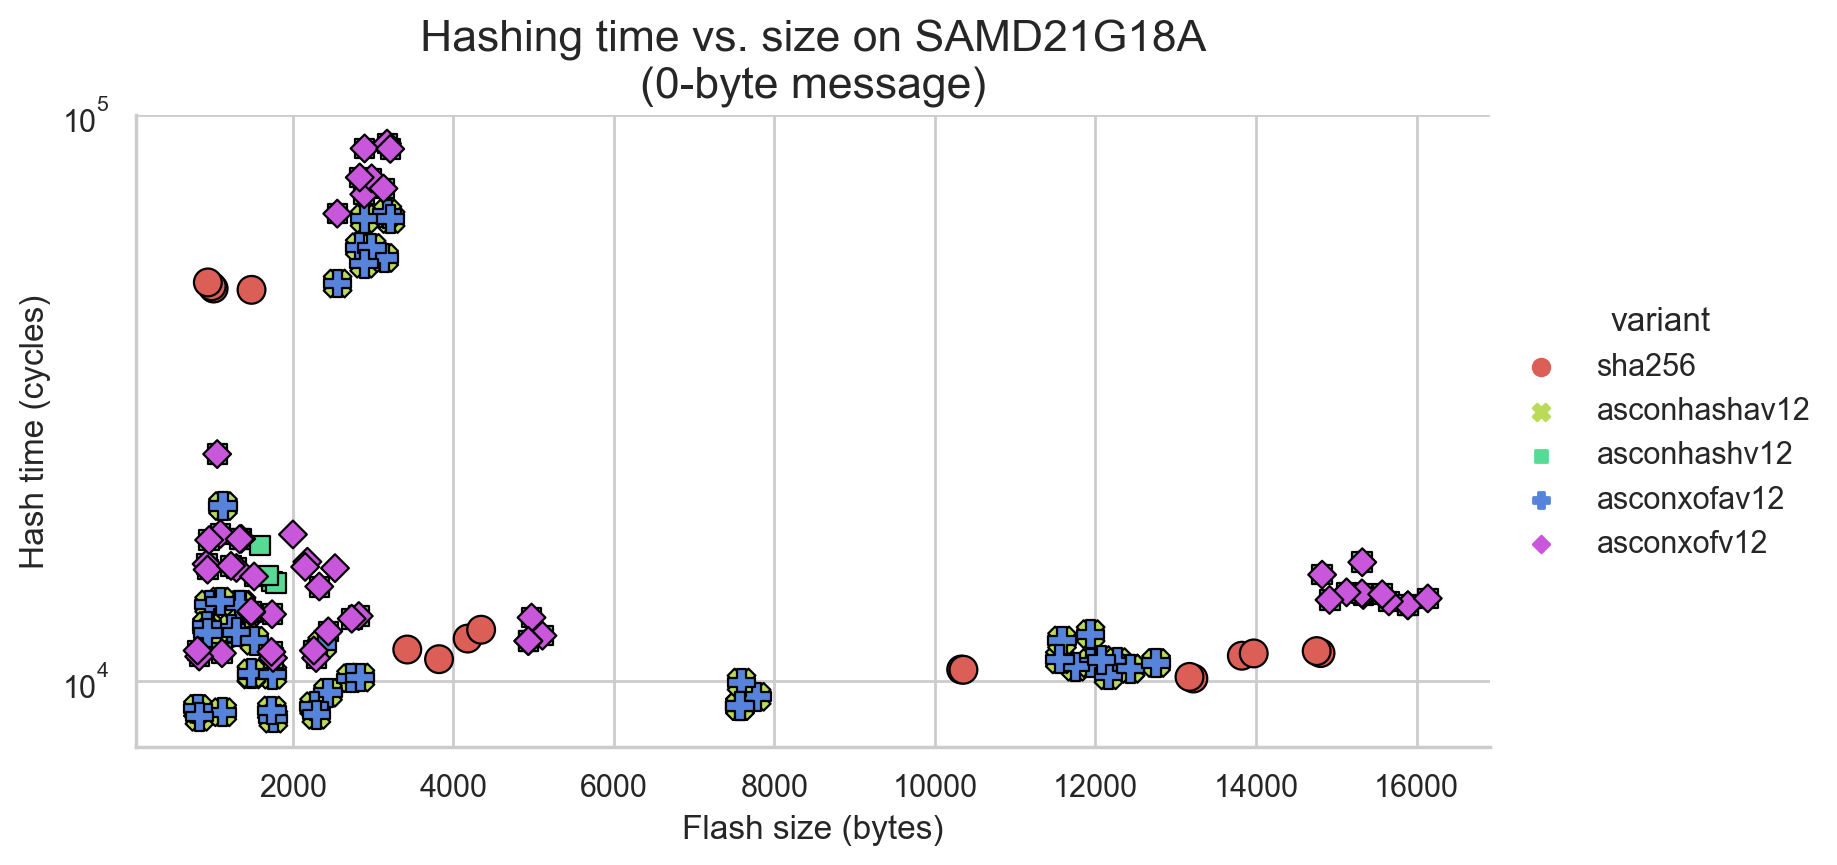 Hashing time vs. size on SAMD21G18A
(0-byte message)
10^5
10^4
Hash time (cycles)
2000 4000 6000 8000 10000 12000 14000 16000
Flash size (bytes)
variant
sha256
asconhashav12
asconhashv12
asconxofav12
asconxofv12